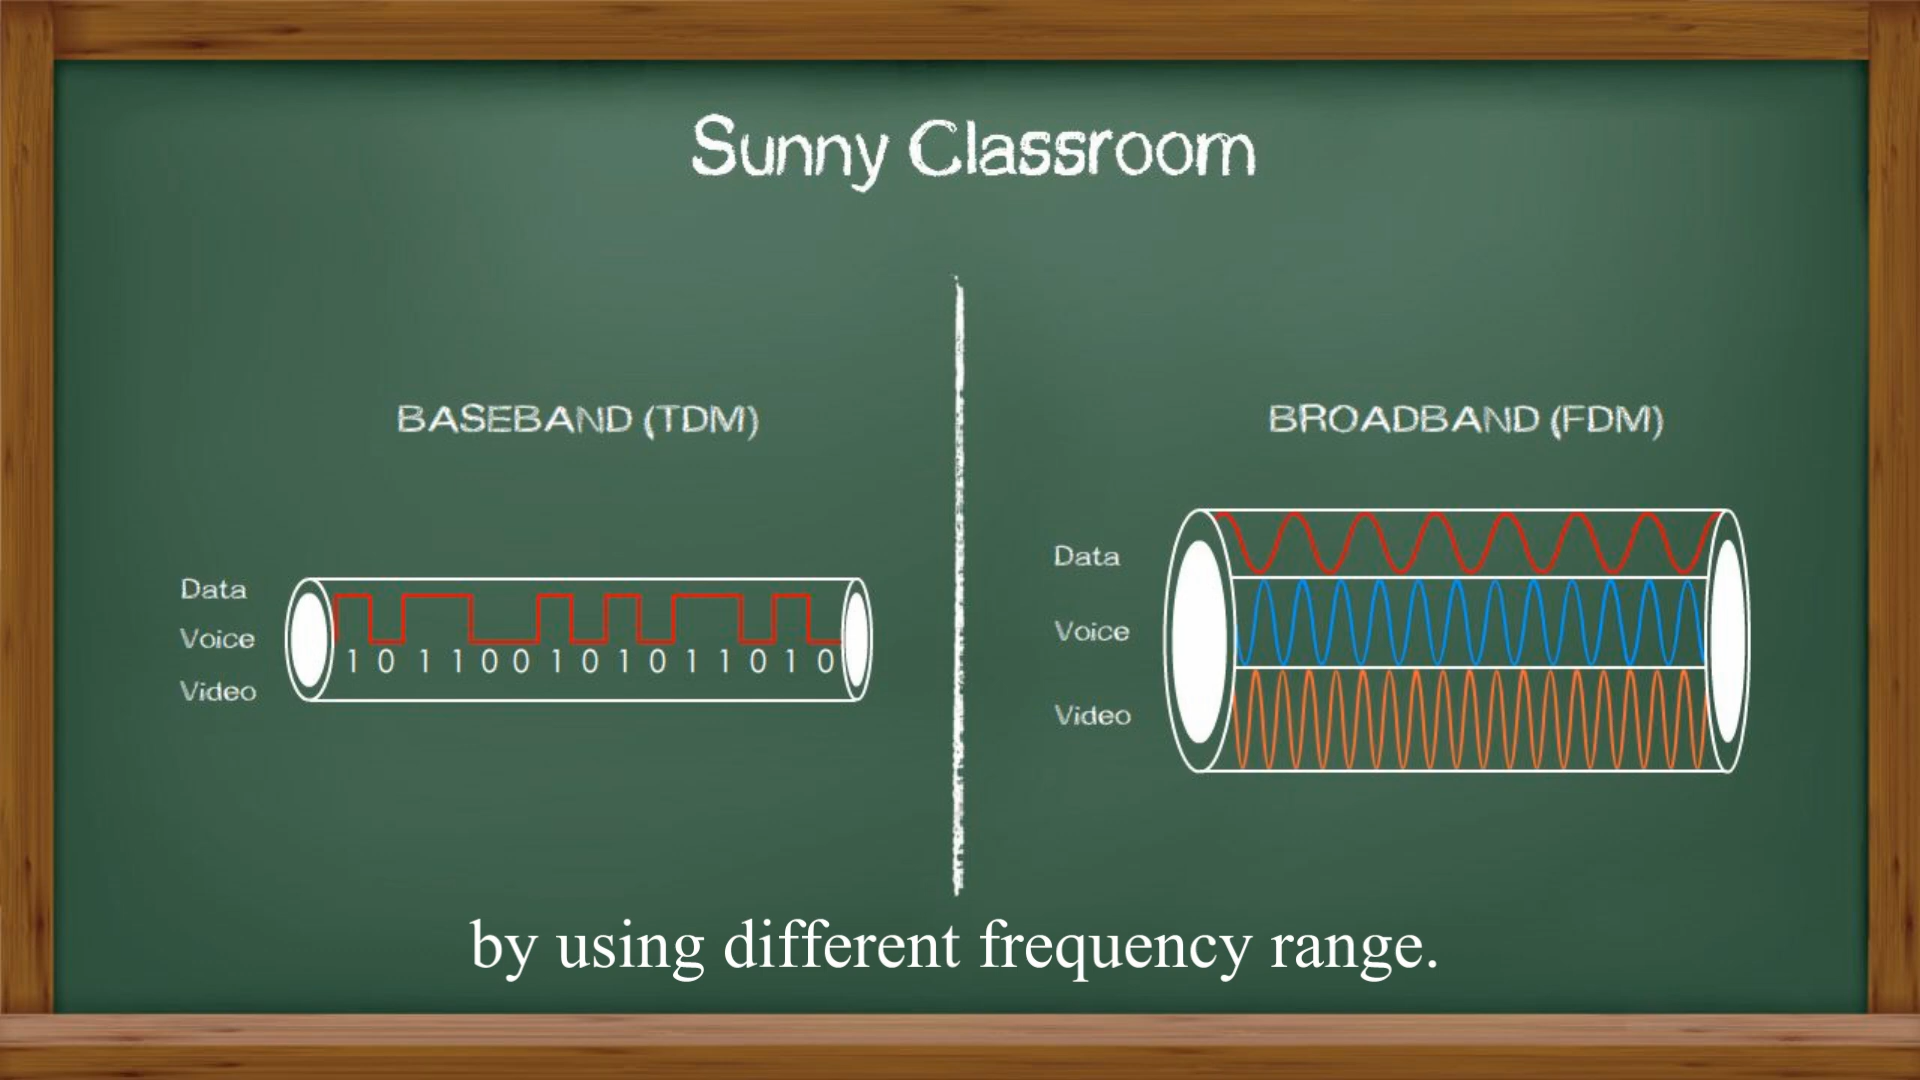 Sunny Classroom
BASEBAND (TDM)
Data
Voice
Video
1 0 1 1 0 0 1 0 1 0 1 1 0 1 0
BROADBAND (FDM)
Data
Voice
Video
by using different frequency range.